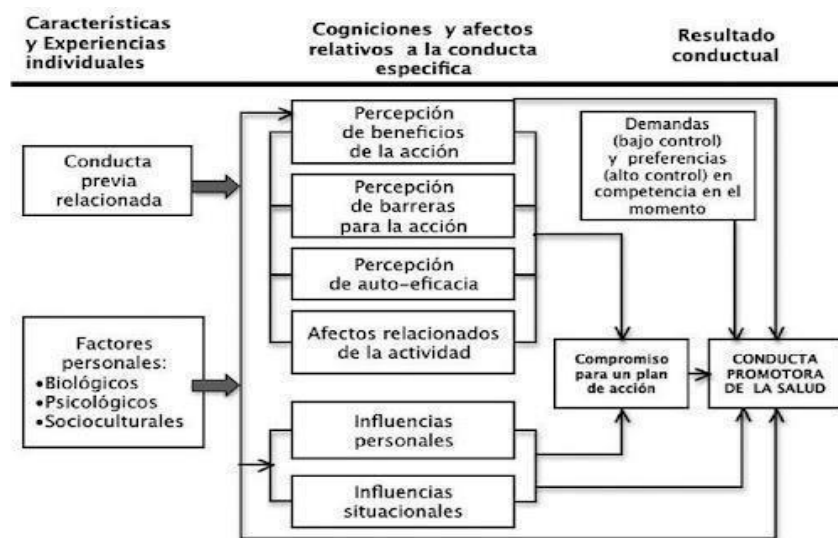 Características
y Experiencias
individuales
Cogniciones y afectos
relativos a la conducta
especifica
Resultado
conductual
Conducta
previa
relacionada
Factores
personales:
•Biológicos
•Psicológicos
•Socioculturales
Percepción
de beneficios
de la acción
Percepción
de barreras
para la acción
Percepción
de auto-eficacia
Afectos relacionados
de la actividad
Influencias
personales
Influencias
situacionales
Demandas
(bajo control)
y preferencias
(alto control) en
competencia en el
momento
Compromiso
para un plan
de acción
CONDUCTA
PROMOTORA
DE LA SALUD